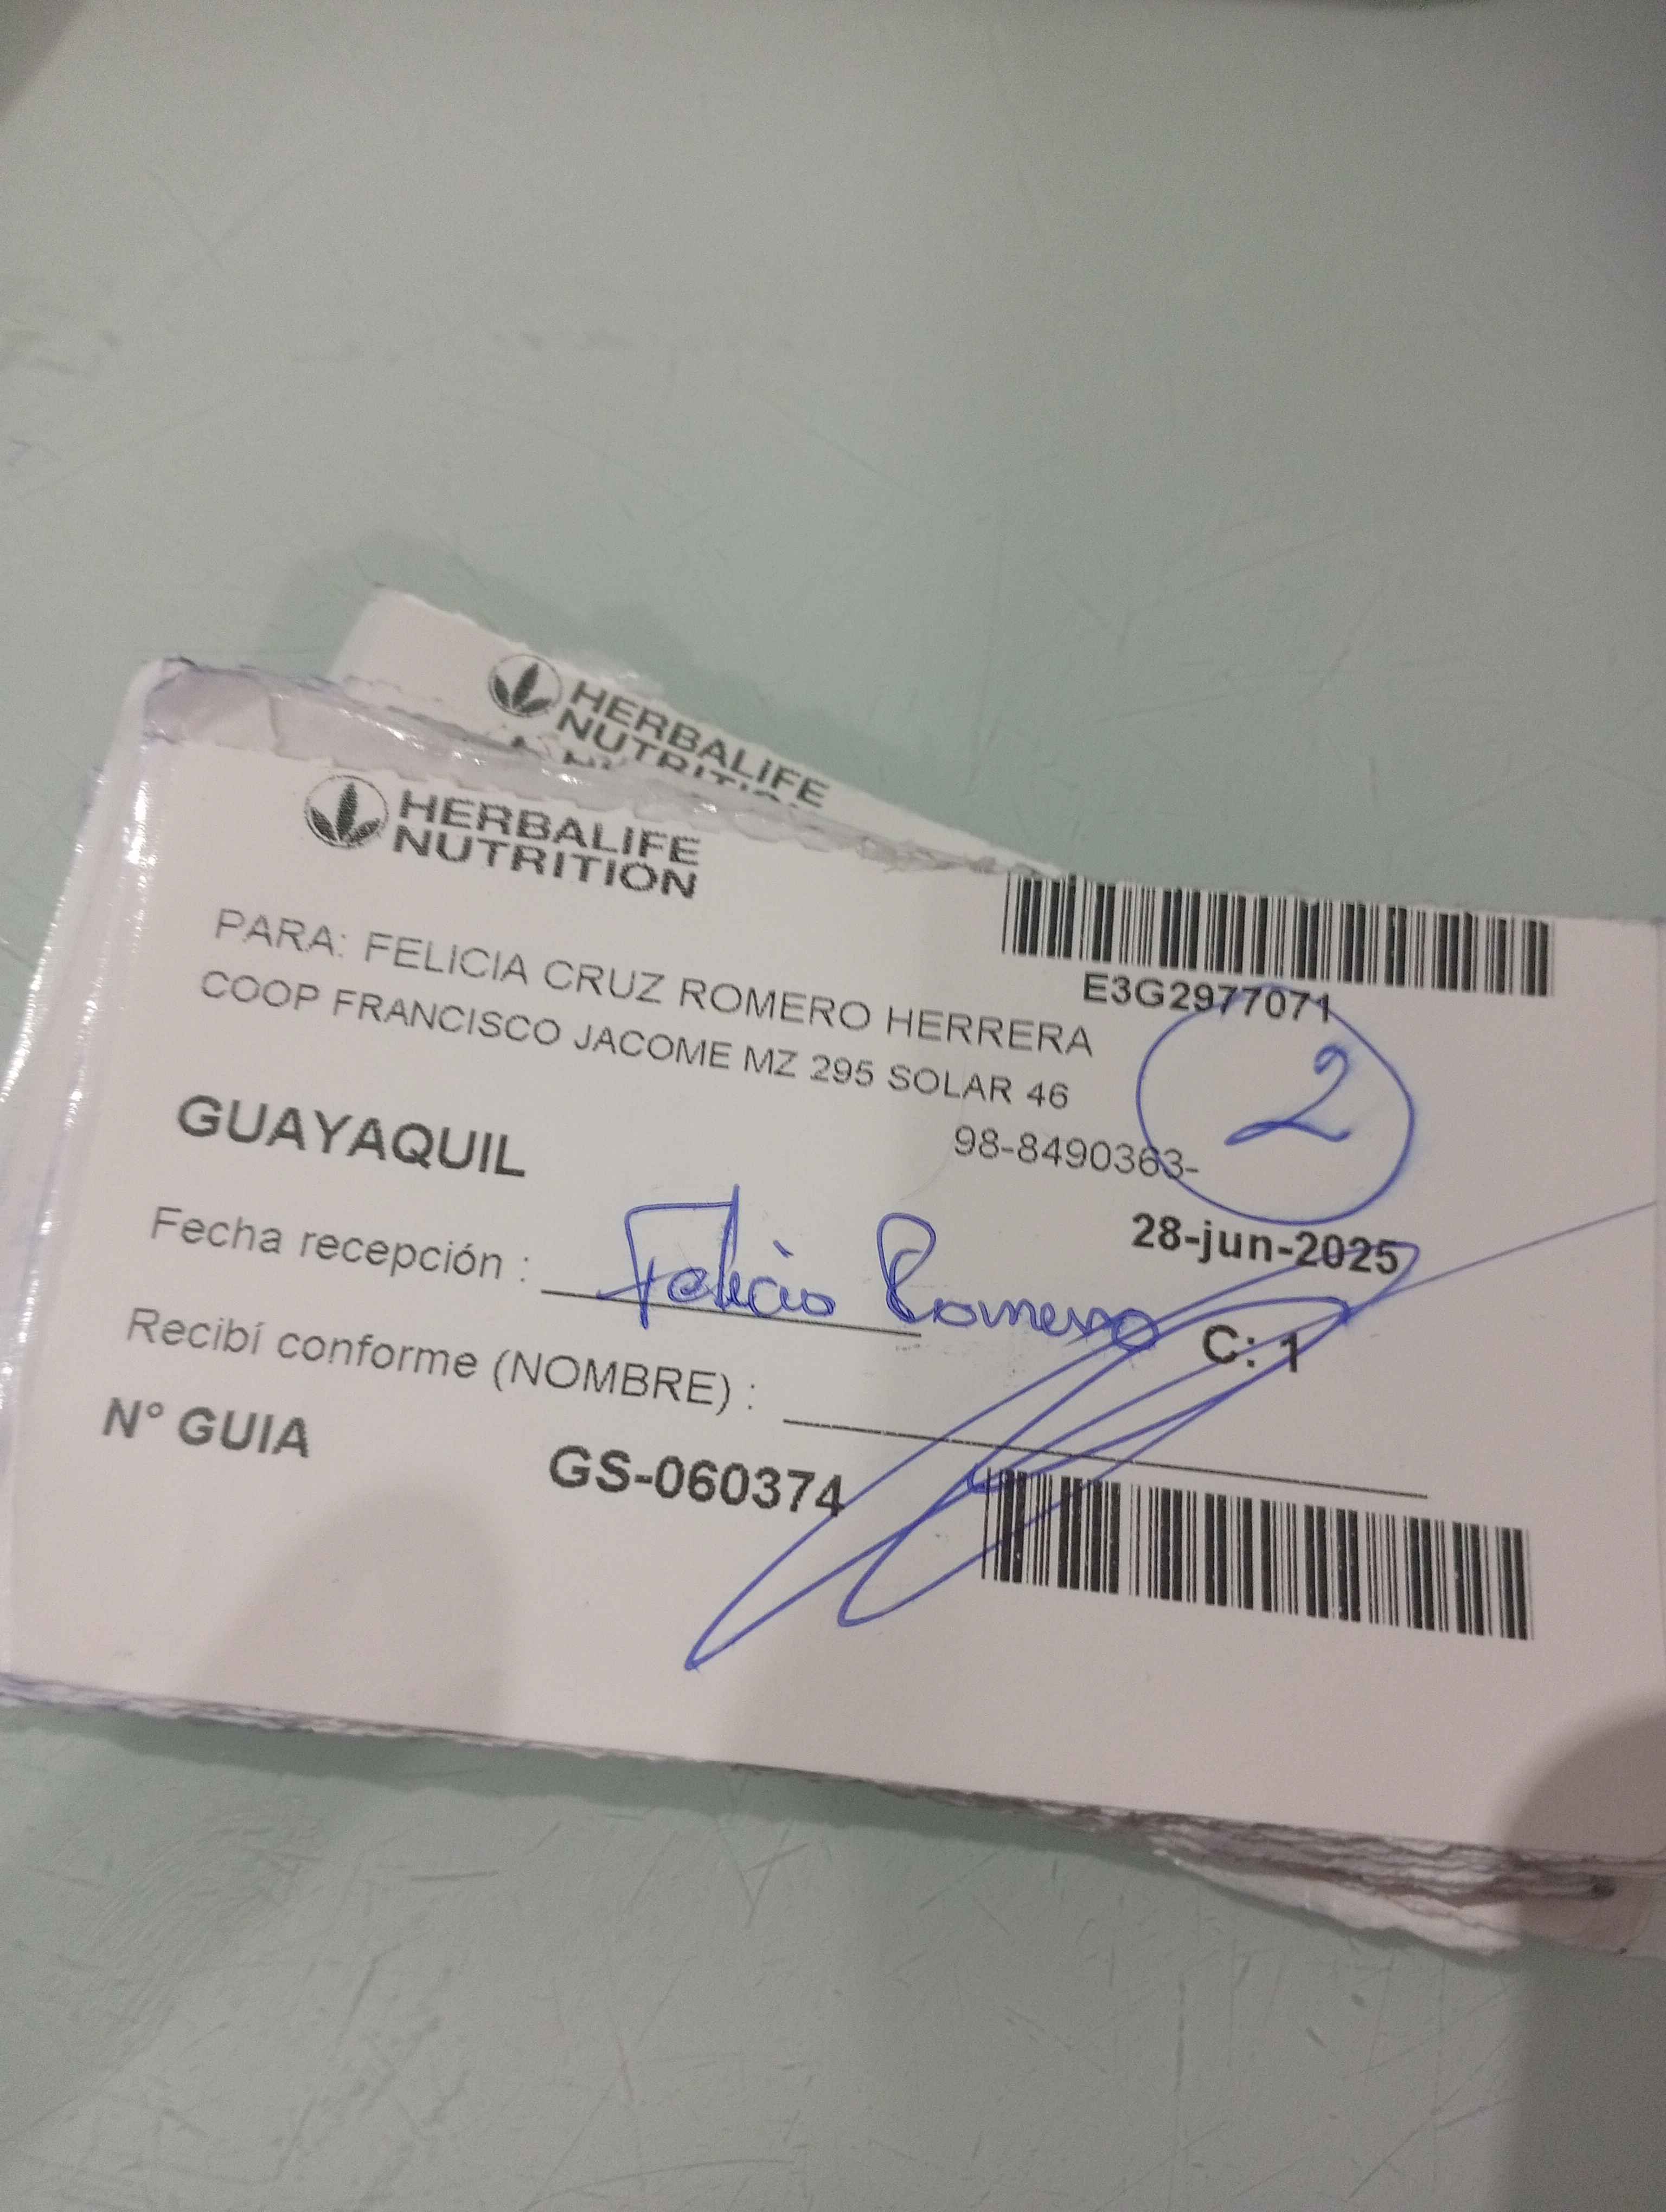 HERBALIFE
NUTRITION
HERBALIFE
NUTRITION
E3G2977071
PARA: FELICIA CRUZ ROMERO HERRERA
COOP FRANCISCO JACOME MZ 295 SOLAR 46
2
GUAYAQUIL
98-8490363-
28-jun-2025
Fecha recepción : Felicia Romero
C: 1
Recibí conforme (NOMBRE) :
N° GUIA GS-060374